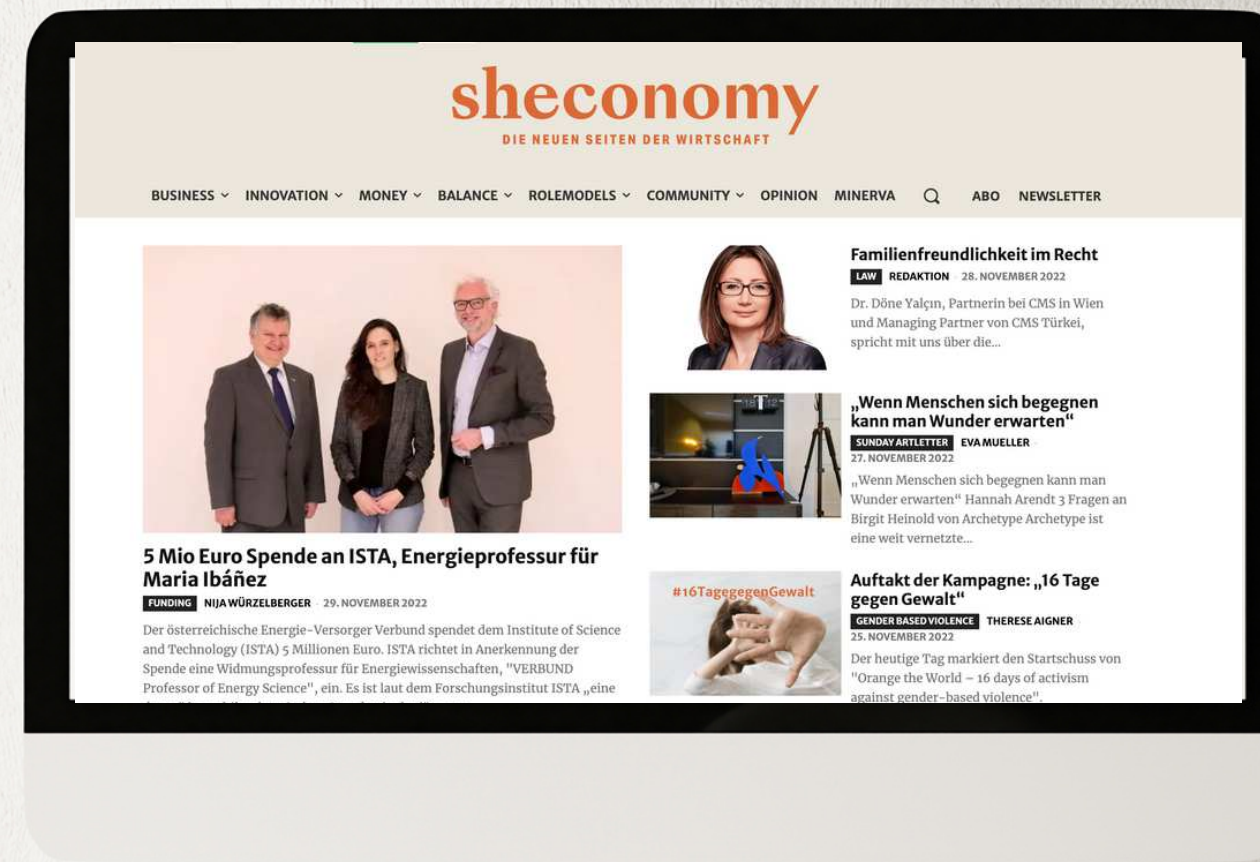 sheconomy
DIE NEUEN SEITEN DER WIRTSCHAFT
BUSINESS INNOVATION MONEY BALANCE ROLEMODELS COMMUNITY OPINION MINERVA ABO NEWSLETTER
5 Mio Euro Spende an ISTA, Energieprofessur für
Maria Ibáñez
FUNDING NIJA WÜRZELBERGER - 29. NOVEMBER 2022
Der österreichische Energie-Versorger Verbund spendet dem Institute of Science
and Technology (ISTA) 5 Millionen Euro. ISTA richtet in Anerkennung der
Spende eine Widmungsprofessur für Energiewissenschaften, "VERBUND
Professor of Energy Science", ein. Es ist laut dem Forschungsinstitut ISTA „eine
Familienfreundlichkeit im Recht
LAW REDAKTION - 28. NOVEMBER 2022
Dr. Döne Yalçın, Partnerin bei CMS in Wien
und Managing Partner von CMS Türkei,
spricht mit uns über die...
T
18 12
„Wenn Menschen sich begegnen
kann man Wunder erwarten“
SUNDAY ARTLETTER EVA MUELLER -
27. NOVEMBER 2022
„Wenn Menschen sich begegnen kann man
Wunder erwarten“ Hannah Arendt 3 Fragen an
Birgit Heinold von Archetype Archetype ist
eine weit vernetzte...
#16TagegegenGewalt
Auftakt der Kampagne: „16 Tage
gegen Gewalt“
GENDER BASED VIOLENCE THERESE AIGNER -
25. NOVEMBER 2022
Der heutige Tag markiert den Startschuss von
"Orange the World – 16 days of activism
against gender-based violence".